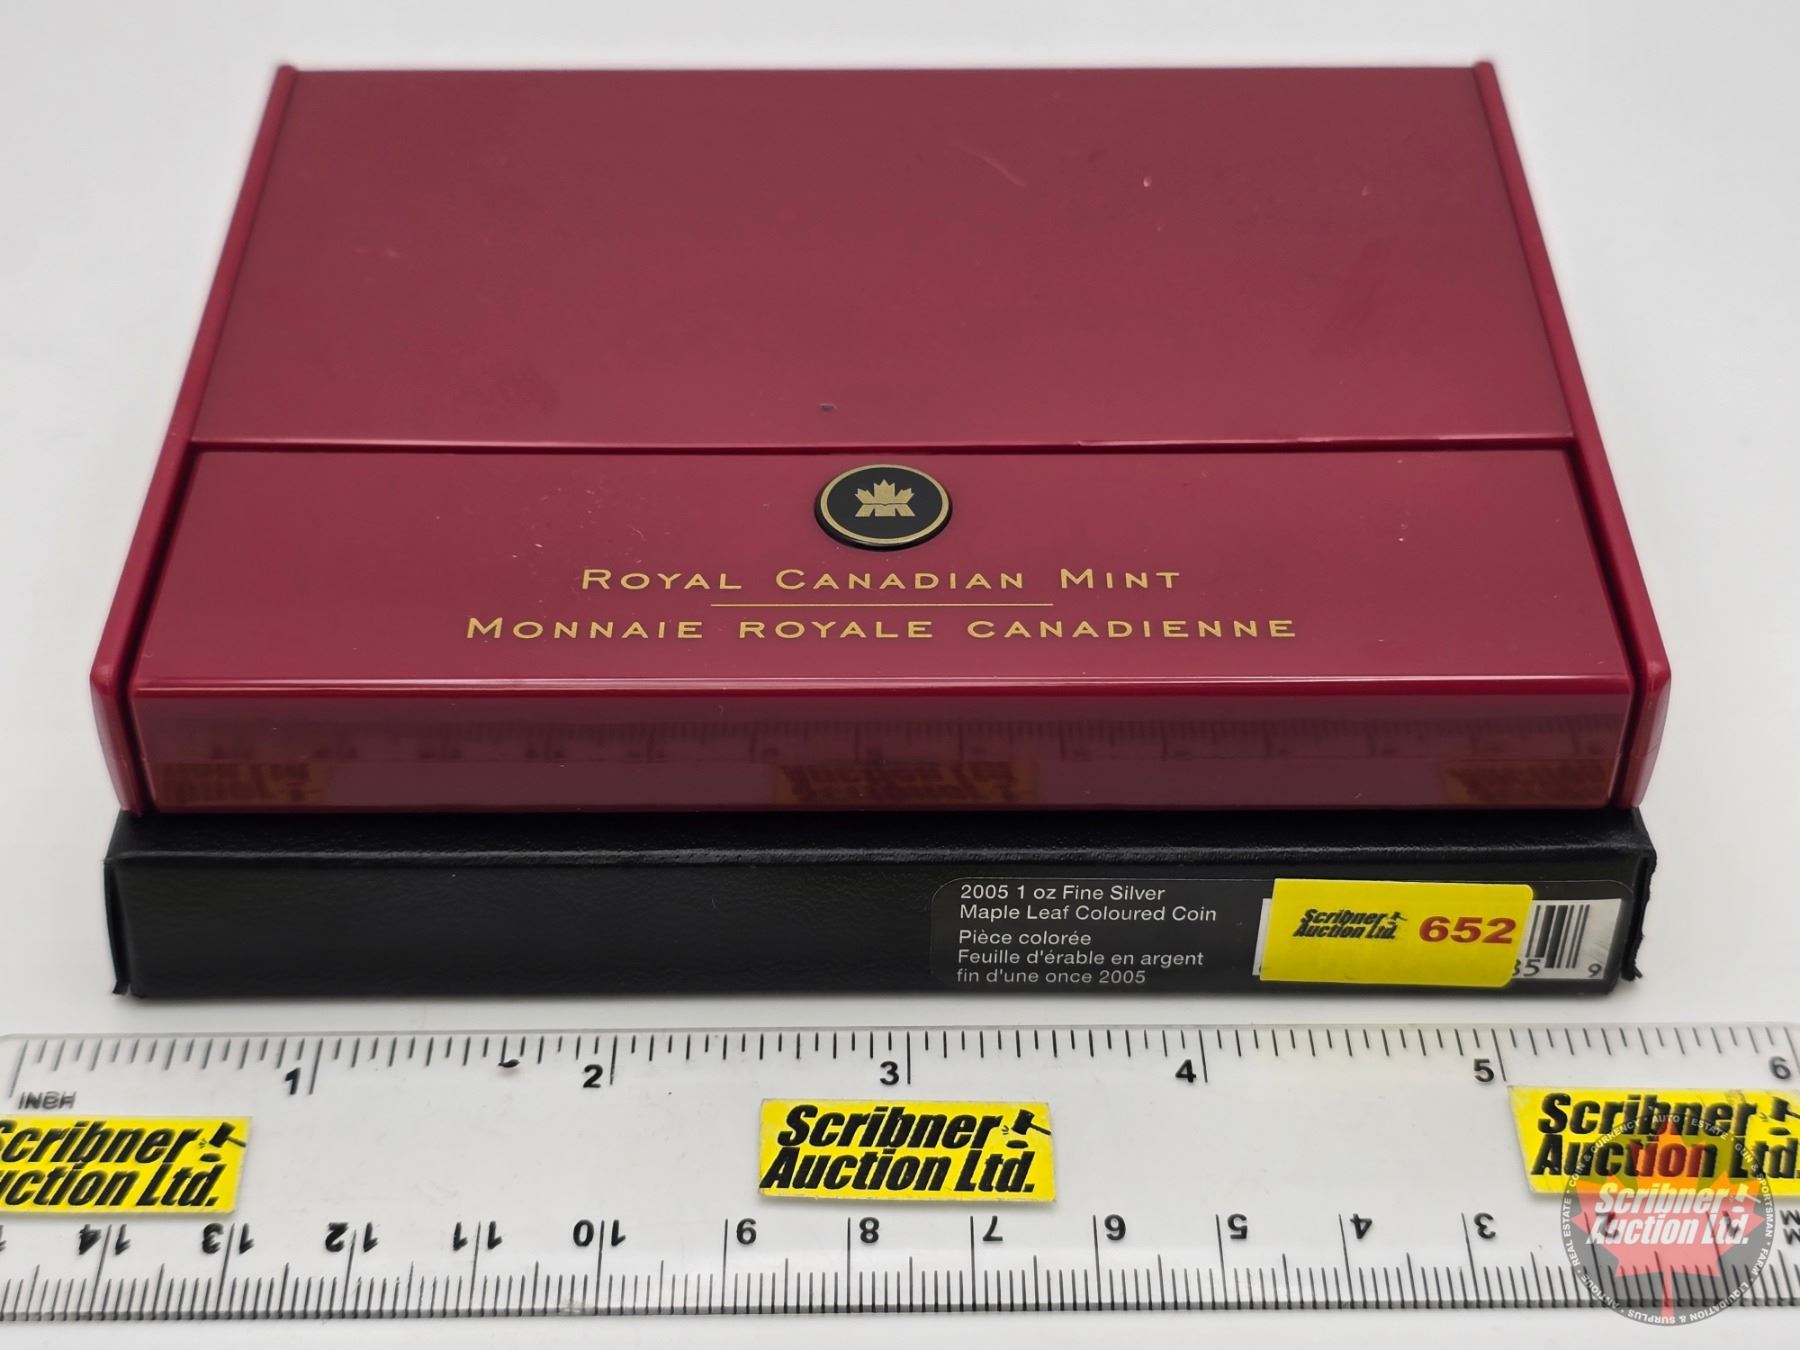 ROYAL CANADIAN MINT
MONNAIE ROYALE CANADIENNE
2005 1 oz Fine Silver
Maple Leaf Coloured Coin
Pièce colorée
Feuille d'érable en argent
fin d'une once 2005
Scribner
Auction Ltd.
652
35 9
1 2 3 4 5 6
INCH
Scribner
Auction Ltd.
Scribner
Auction Ltd.
Scribner
Auction Ltd.
14 13 12 11 10 9 8 7 6 5 4 3
Scribner
Auction Ltd.